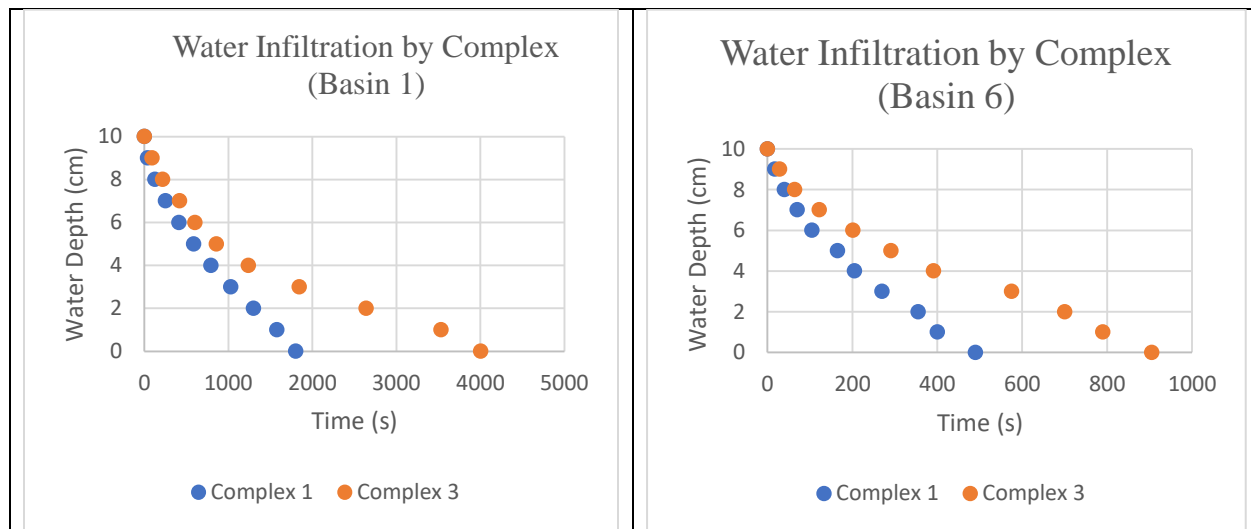 Water Infiltration by Complex
(Basin 1)
10
8
6
4
2
0
Water Depth (cm)
0 1000 2000 3000 4000 5000
Time (s)
Complex 1 Complex 3
Water Infiltration by Complex
(Basin 6)
10
8
6
4
2
0
Water Depth (cm)
0 200 400 600 800 1000
Time (s)
Complex 1 Complex 3